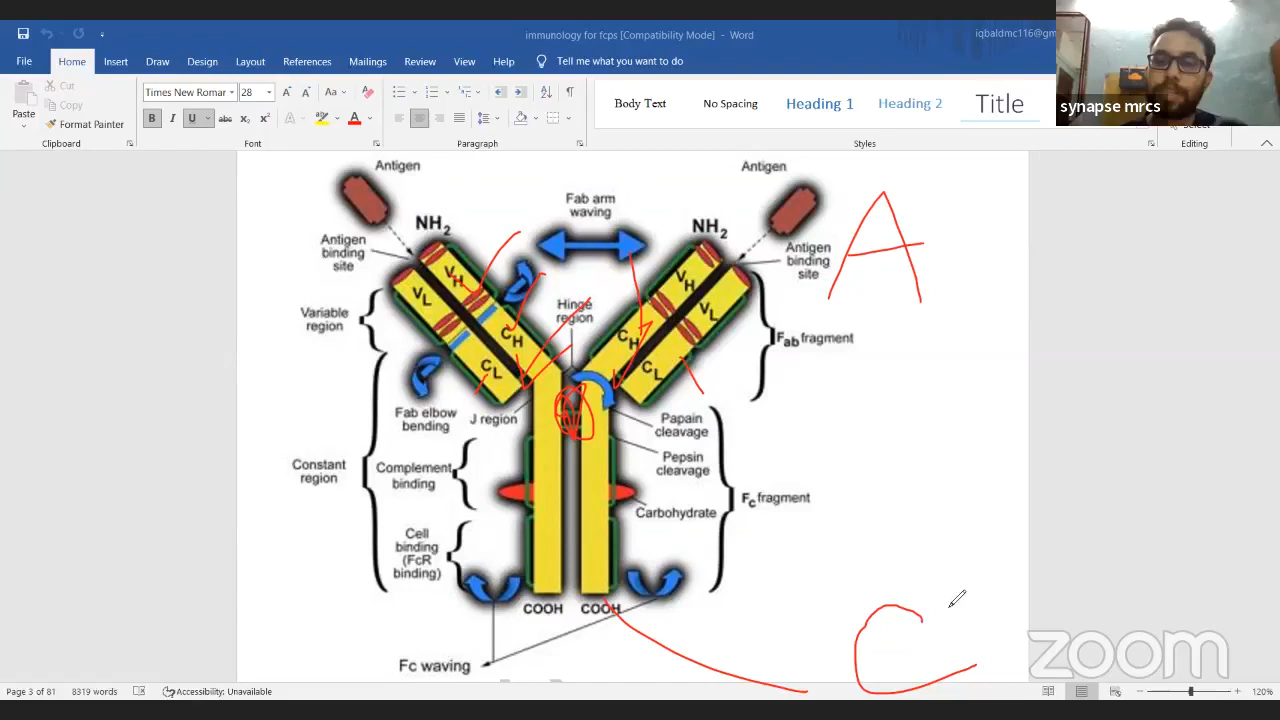 immunology for fcps [Compatibility Mode] - Word
iqbaldmc116@gm
File Home Insert Draw Design Layout References Mailings Review View Help Tell me what you want to do
Paste
Cut
Copy
Format Painter
Clipboard
Times New Romar 28
Font
Paragraph
Body Text
No Spacing
Heading 1
Heading 2
Title
Styles
Editing
synapse mrcs
Antigen
Antigen
Fab arm
waving
NH2
NH2
Antigen
binding
site
Antigen
binding
site
A
VH
VL
VH
VL
Hinge
region
Variable
region
CH
CL
CH
CL
Fab fragment
Fab elbow
bending
J region
Papain
cleavage
Pepsin
cleavage
Constant
region
Complement
binding
Carbohydrate
Fc fragment
Cell
binding
(FcR
binding)
COOH
COOH
Fc waving
C
zoom
Page 3 of 81 8319 words Accessibility: Unavailable 120%